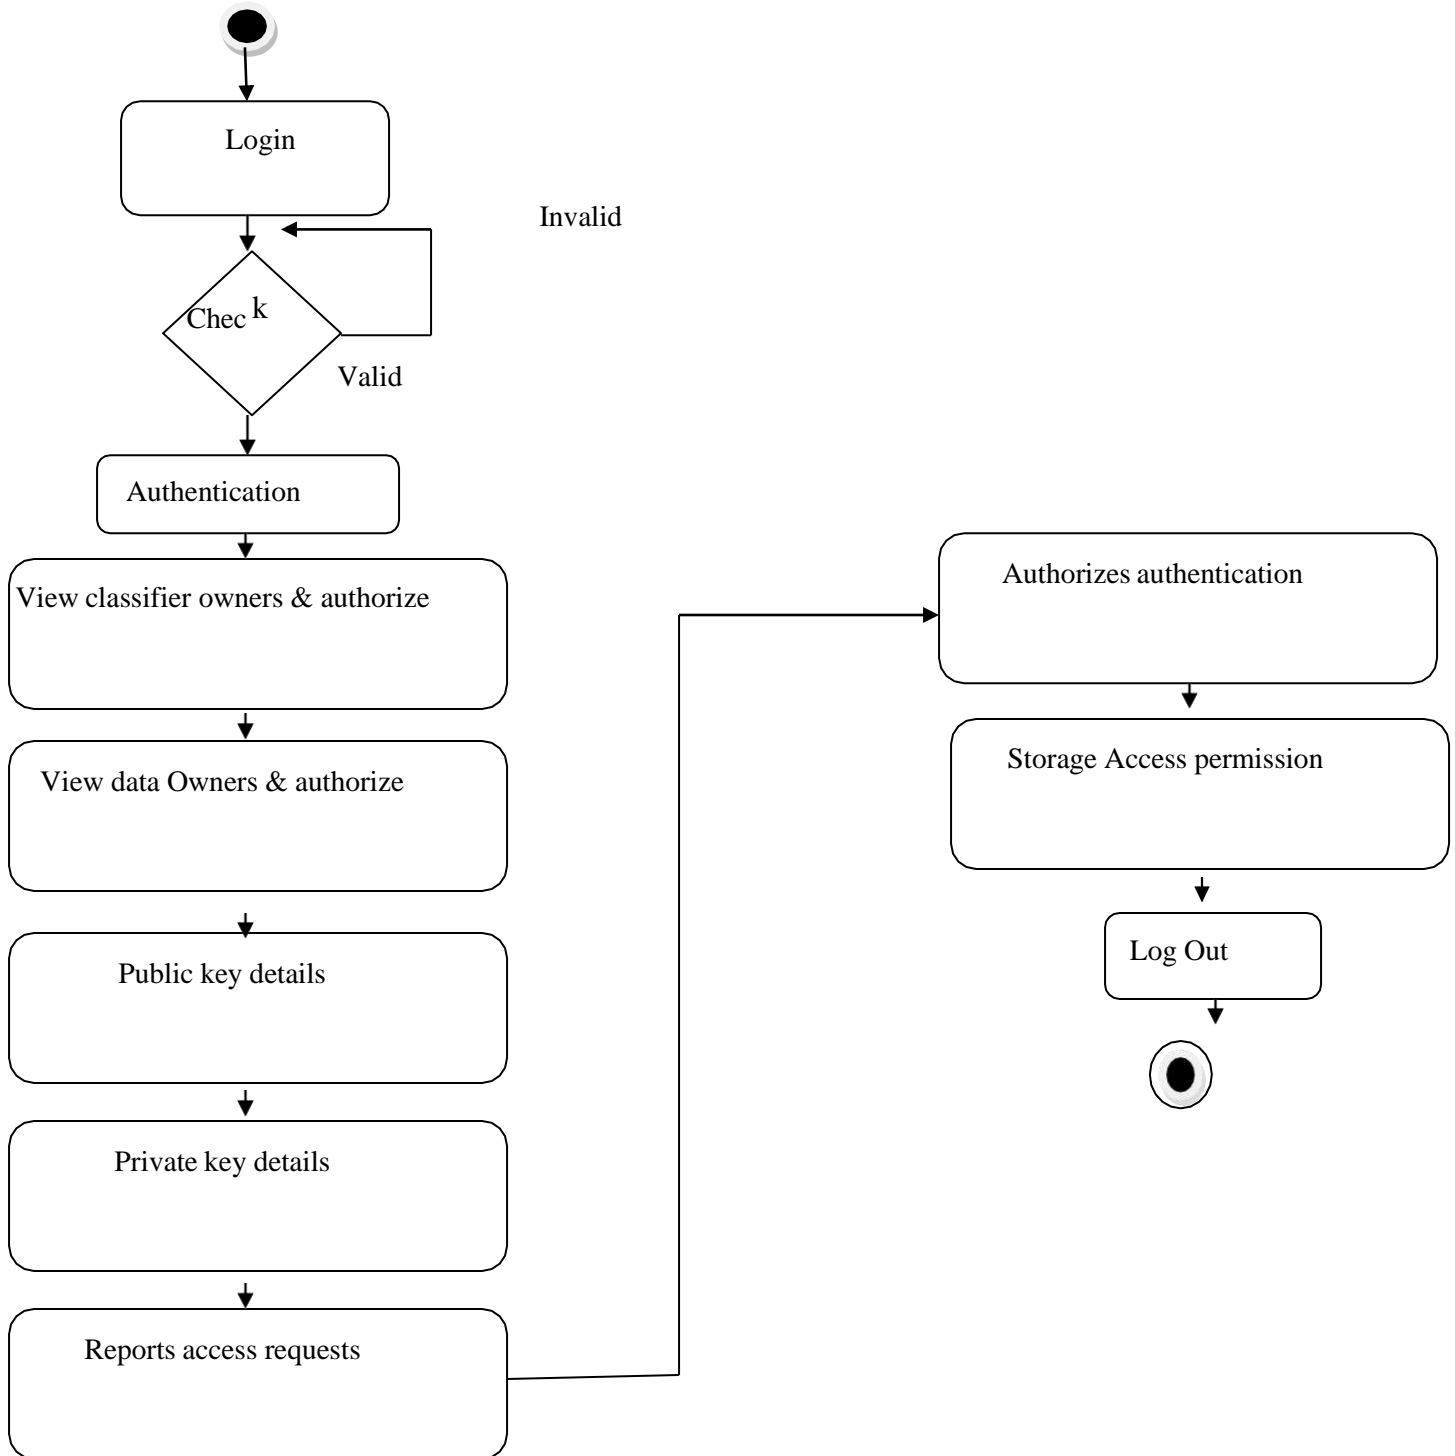 Login
Invalid
Check
Valid
Authentication
View classifier owners & authorize
View data Owners & authorize
Public key details
Private key details
Reports access requests
Authorizes authentication
Storage Access permission
Log Out